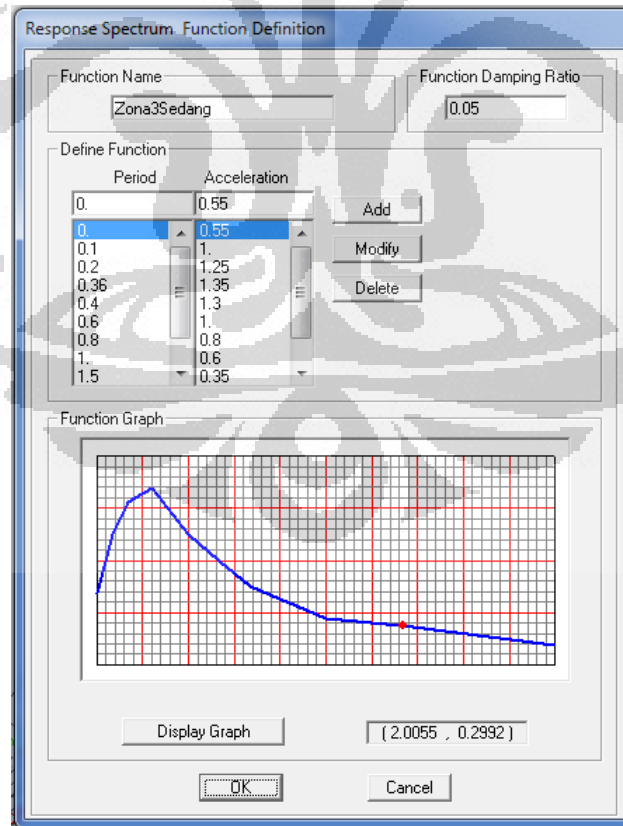 Response Spectrum Function Definition
Function Name
Function Damping Ratio
Zona3Sedang
0.05
Define Function
Period Acceleration
0. 0.55
Add
0. 0.55
0.1 1.
Modify
0.2 1.25
0.36 1.35
Delete
0.4 1.3
0.6 1.
0.8 0.8
1. 0.6
1.5 0.35
Function Graph
Display Graph
( 2.0055 , 0.2992 )
OK
Cancel